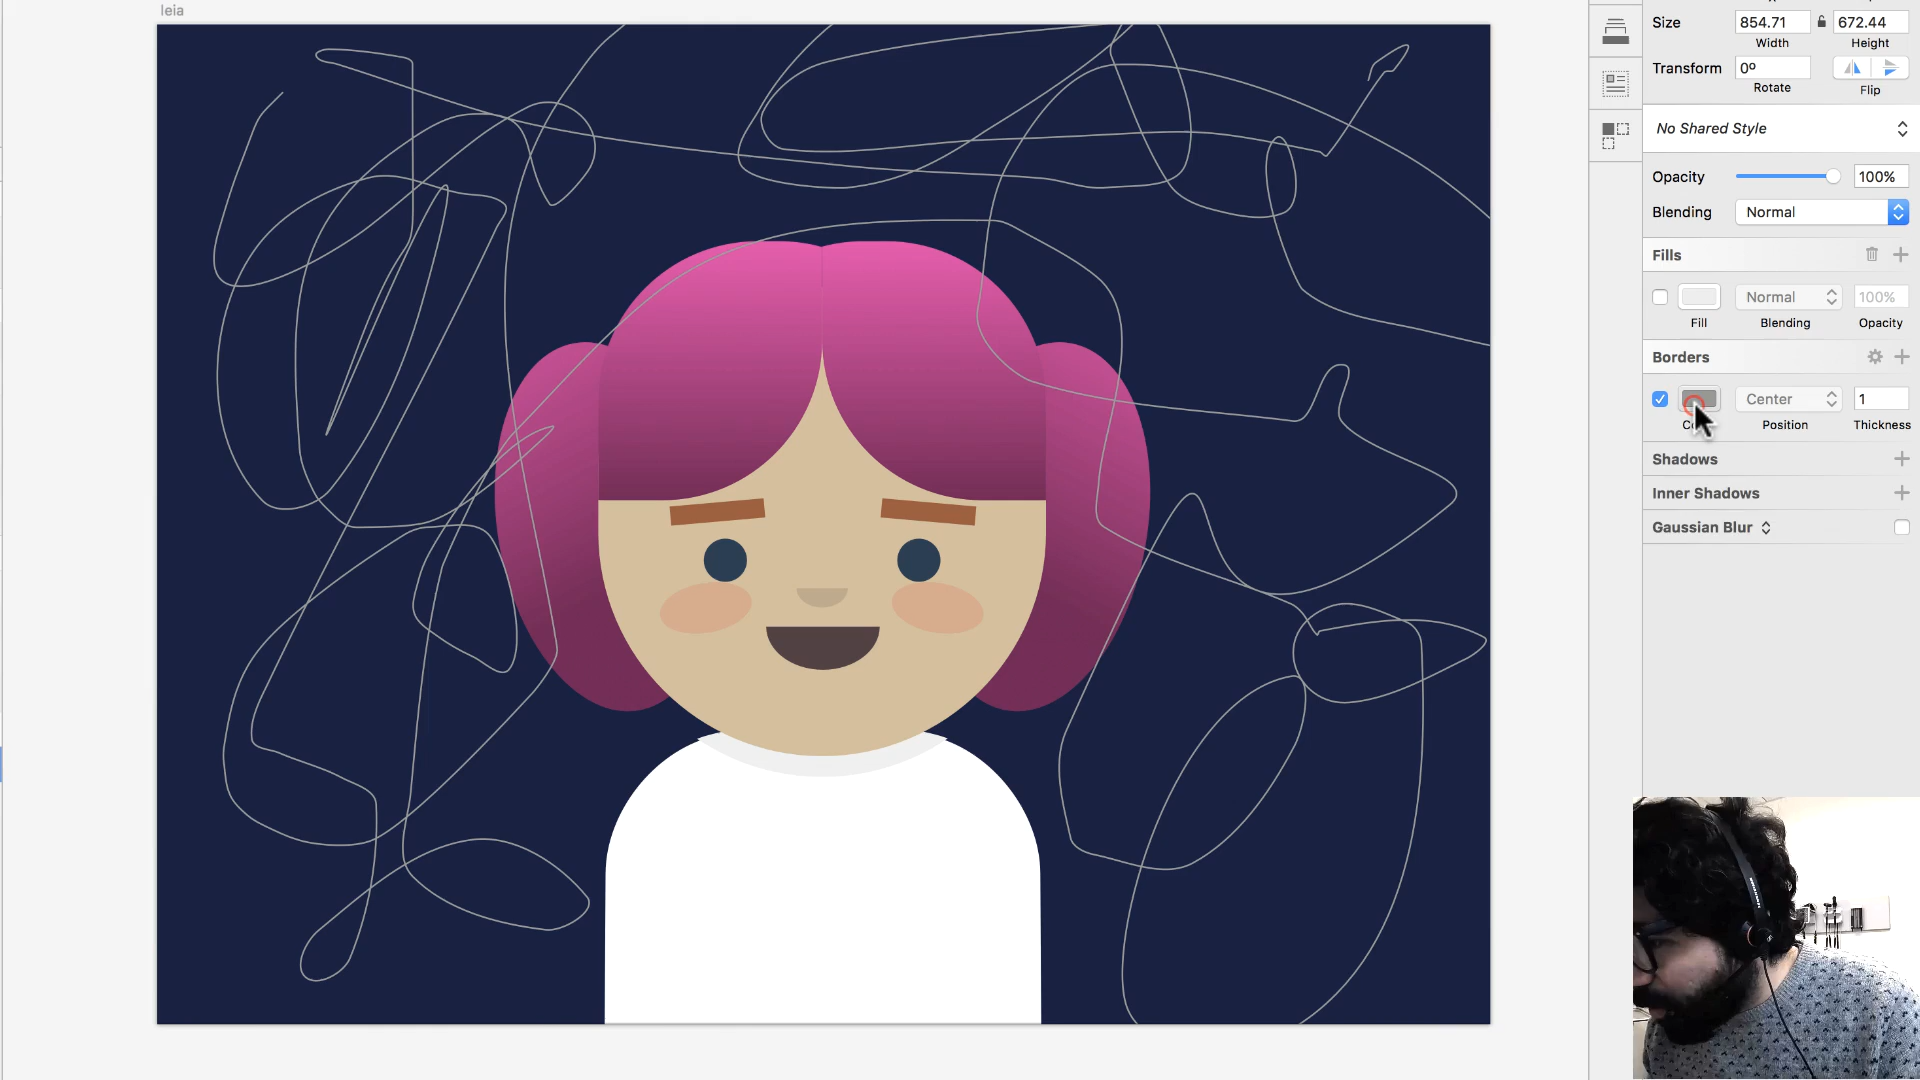 leia
Size 854.71 672.44
Width Height
Transform 0º
Rotate Flip
No Shared Style
Opacity 100%
Blending Normal
Fills
Normal 100%
Fill Blending Opacity
Borders
Center 1
Position Thickness
Shadows
Inner Shadows
Gaussian Blur